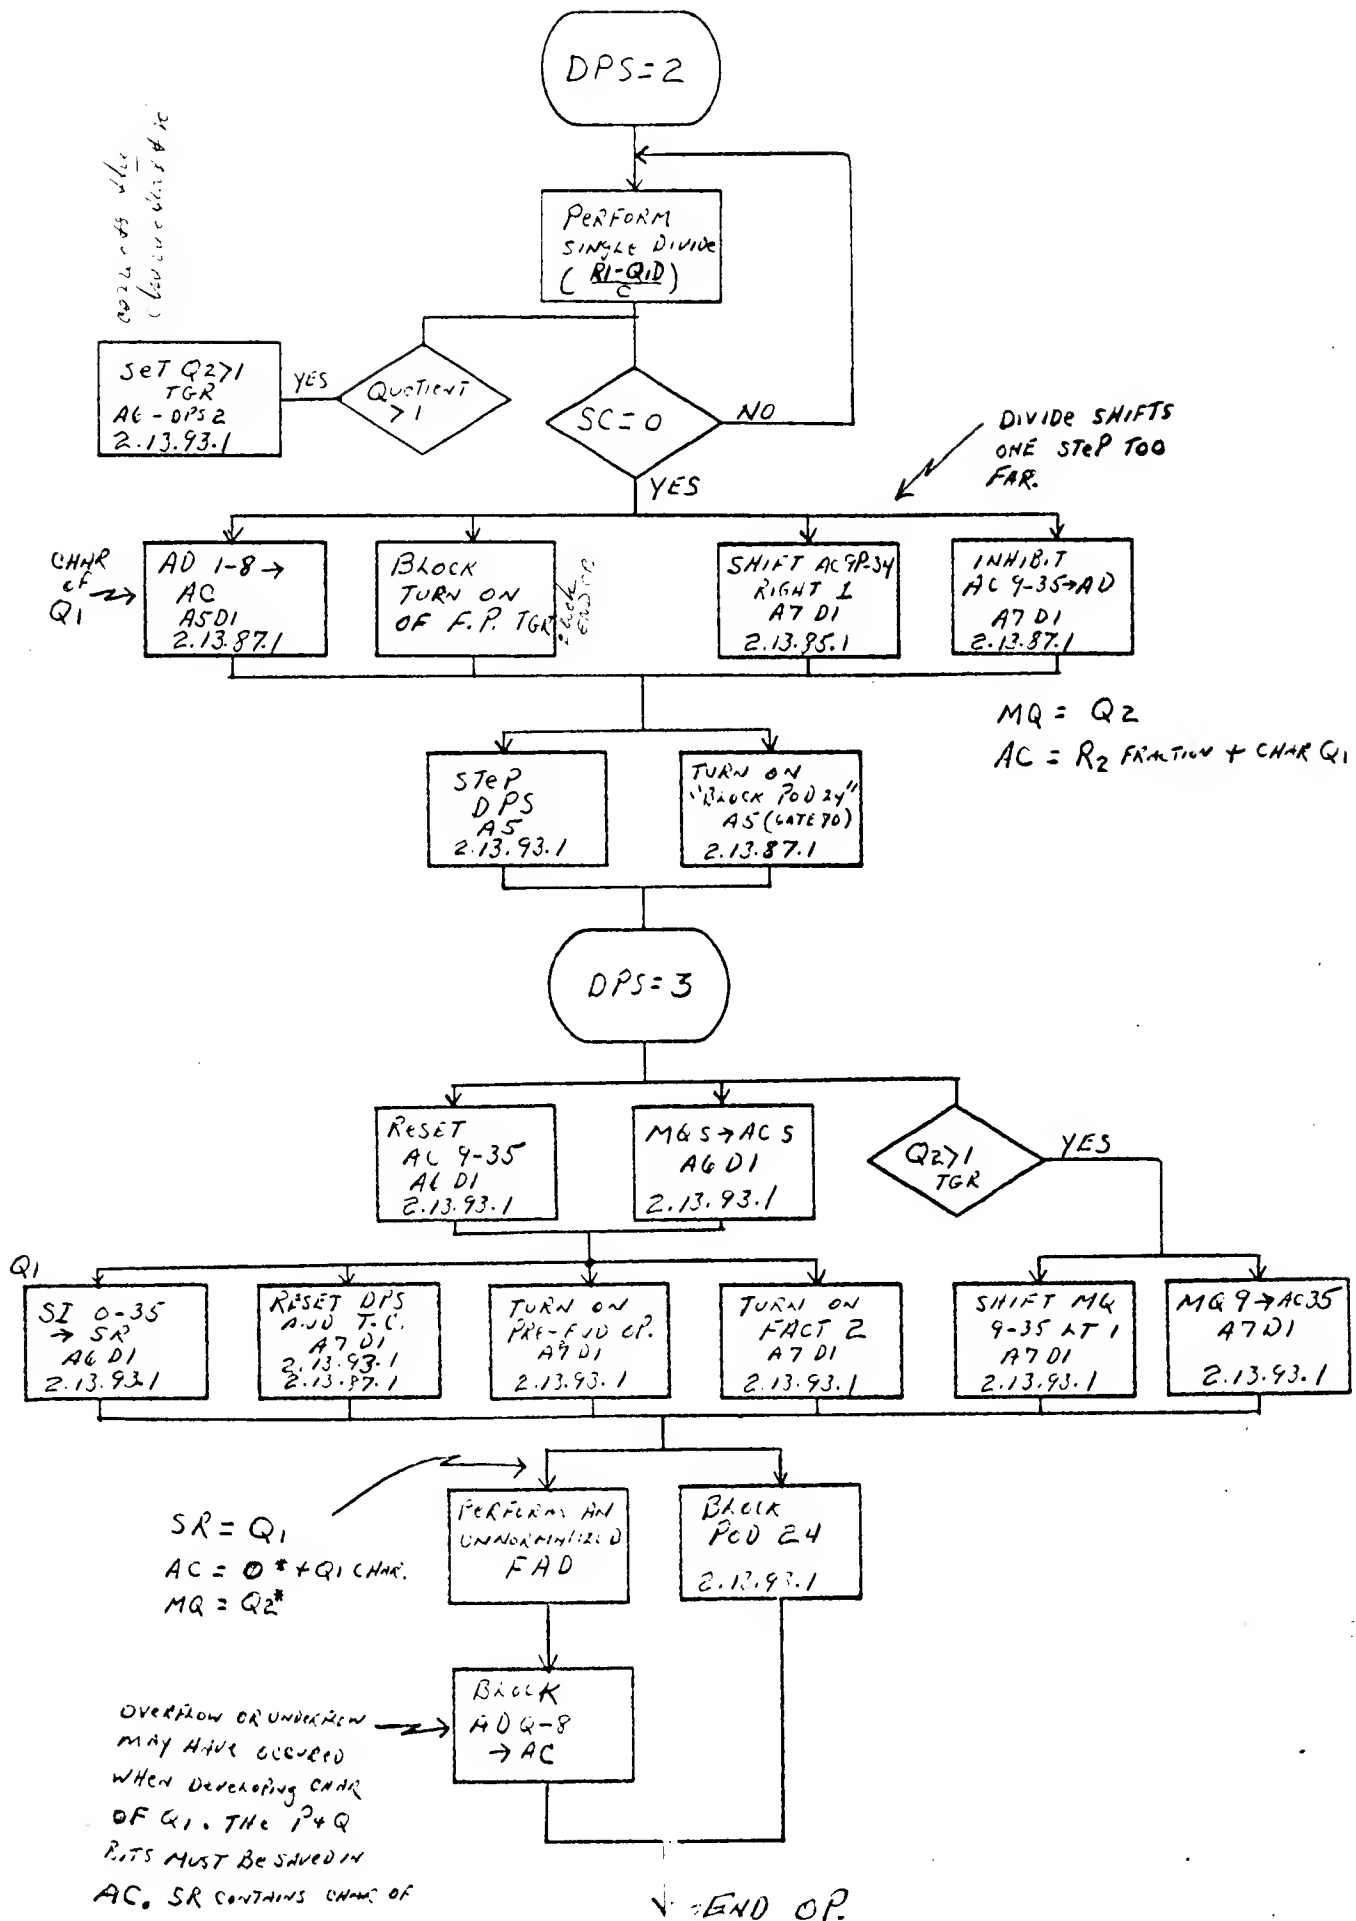 DPS=2
PERFORM
SINGLE DIVIDE
( R1-Q1D
C )
SET Q2>1
TGR
A6-DPS2
2.13.93.1
YES
QUOTIENT
>1
SC=0
NO
YES
DIVIDE SHIFTS
ONE STEP TOO
FAR.
CHAR
OF
Q1
AD 1-8 →
AC
A5D1
2.13.87.1
BLOCK
TURN ON
OF F.P. TGR
SHIFT AC 9P-34
RIGHT 1
A7 D1
2.13.85.1
INHIBIT
AC 9-35→AD
A7 D1
2.13.87.1
MQ = Q2
AC = R2 FRACTION + CHAR Q1
STEP
DPS
A5
2.13.93.1
TURN ON
"BLOCK POD 24"
A5 (GATE 70)
2.13.87.1
DPS=3
RESET
AC 9-35
A6 D1
2.13.93.1
MQ S→AC S
A6 D1
2.13.93.1
Q2>1
TGR
YES
Q1
SI 0-35
→ SR
A6 D1
2.13.93.1
RESET DPS
AND T.C.
A7 D1
2.13.93.1
2.13.87.1
TURN ON
PRE-END OP.
A7 D1
2.13.93.1
TURN ON
FACT 2
A7 D1
2.13.93.1
SHIFT MQ
9-35 LT 1
A7 D1
2.13.93.1
MQ 9→AC35
A7 D1
2.13.93.1
SR = Q1
AC = 0* + Q1 CHAR.
MQ = Q2*
PERFORM AN
UNNORMALIZED
FAD
BLOCK
POD 24
2.13.93.1
BLOCK
AD Q-8
→ AC
OVERFLOW OR UNDERFLOW
MAY HAVE OCCURED
WHEN DEVELOPING CHAR
OF Q1. THE P+Q
BITS MUST BE SAVED IN
AC. SR CONTAINS CHAR OF
END OP.